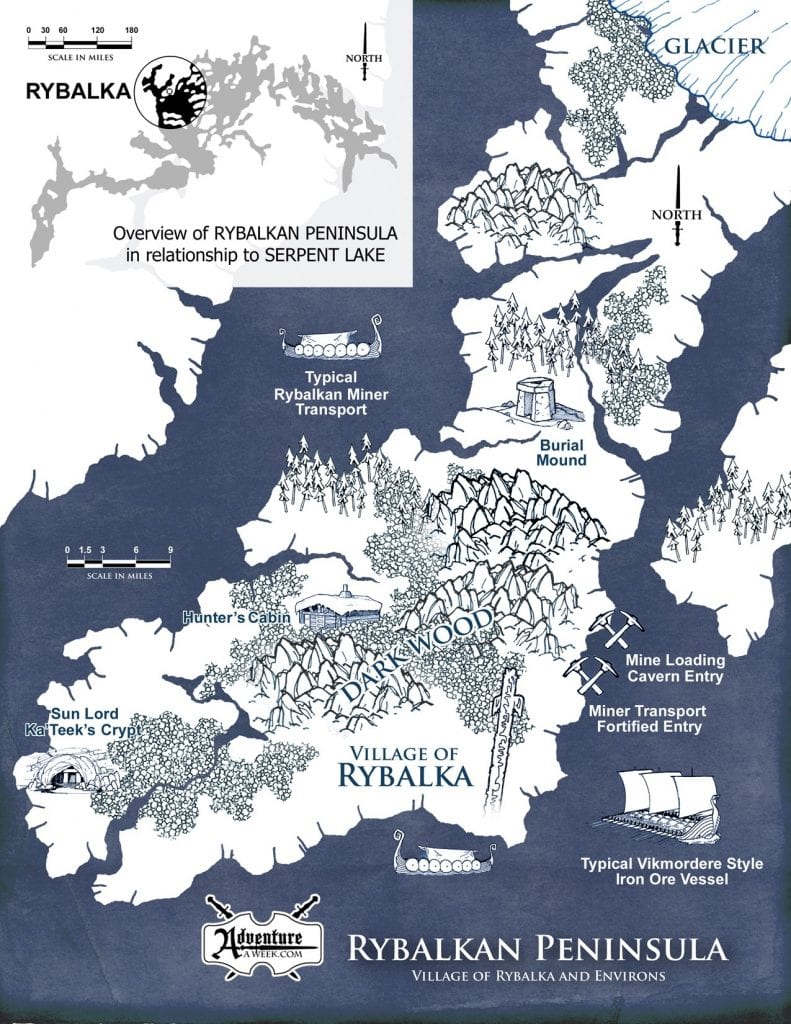 0 30 60 120 180
SCALE IN MILES
NORTH
RYBALKA
Overview of RYBALKAN PENINSULA
in relationship to SERPENT LAKE
GLACIER
NORTH
Typical
Rybalkan Miner
Transport
Burial
Mound
0 1.5 3 6 9
SCALE IN MILES
Hunter's Cabin
DARK WOOD
Mine Loading
Cavern Entry
Miner Transport
Fortified Entry
Sun Lord
Ka'Teek's Crypt
VILLAGE OF
RYBALKA
Typical Vikmordere Style
Iron Ore Vessel
Adventure
A WEEK.COM
RYBALKAN PENINSULA
VILLAGE OF RYBALKA AND ENVIRONS